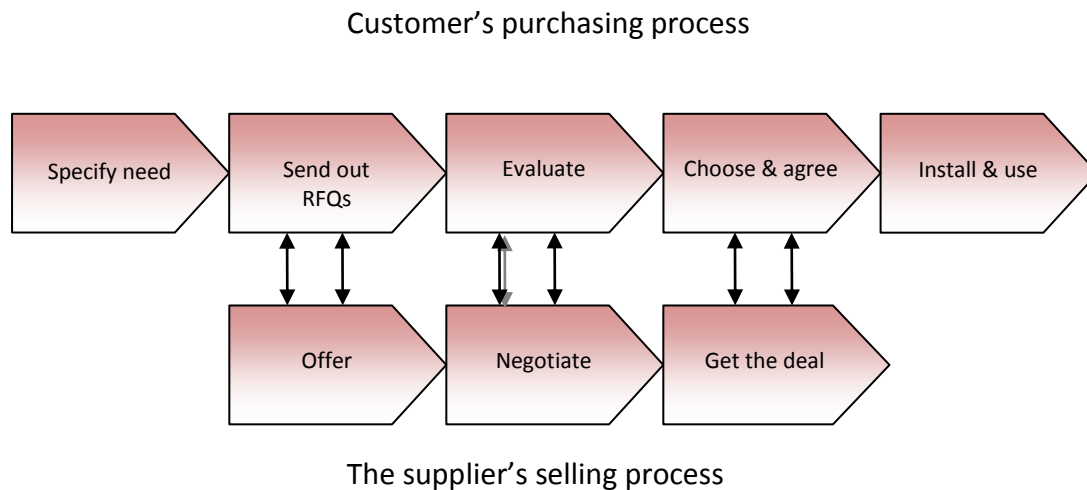 Customer’s purchasing process
Specify need
Send out
RFQs
Evaluate
Choose & agree
Install & use
Offer
Negotiate
Get the deal
The supplier’s selling process